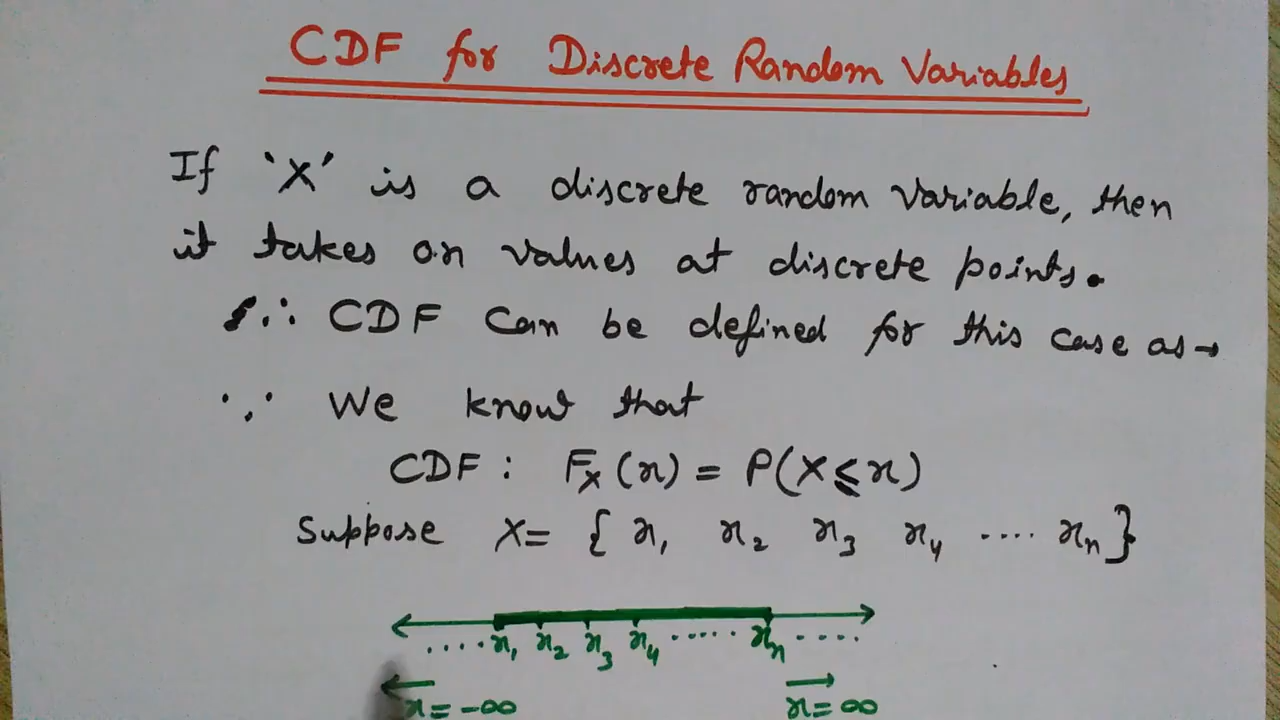 CDF for Discrete Random Variables
If 'X' is a discrete random variable, then
it takes on values at discrete points.
∴ CDF can be defined for this case as→
∵ We know that
CDF : Fₓ(x) = P(X ≤ x)
Suppose X = { x₁ x₂ x₃ x₄ .... xₙ }
.... x₁ x₂ x₃ x₄ ..... xₙ ....
x = -∞ x = ∞